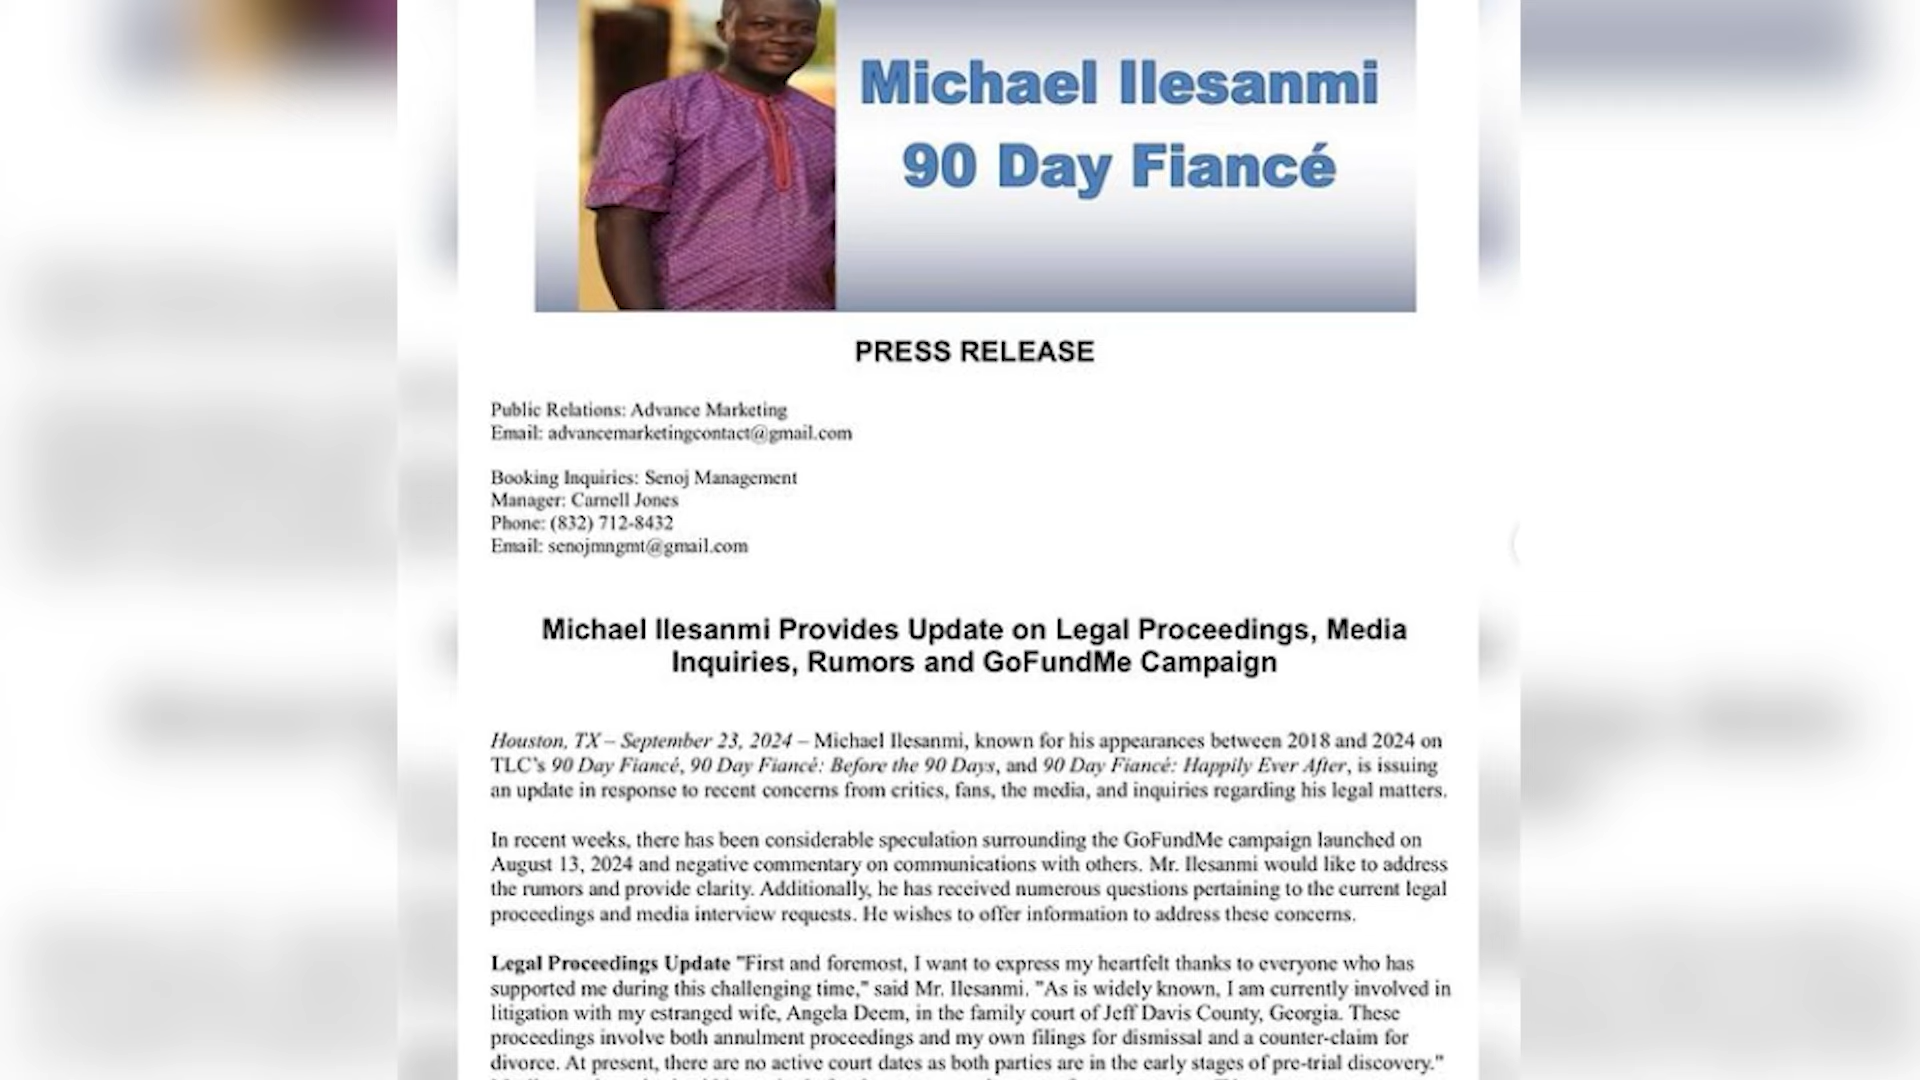 Michael Ilesanmi
90 Day Fiancé
PRESS RELEASE
Public Relations: Advance Marketing
Email: advancemarketingcontact@gmail.com
Booking Inquiries: Senoj Management
Manager: Carnell Jones
Phone: (832) 712-8432
Email: senojmngmt@gmail.com
Michael Ilesanmi Provides Update on Legal Proceedings, Media
Inquiries, Rumors and GoFundMe Campaign
Houston, TX – September 23, 2024 – Michael Ilesanmi, known for his appearances between 2018 and 2024 on
TLC's 90 Day Fiancé, 90 Day Fiancé: Before the 90 Days, and 90 Day Fiancé: Happily Ever After, is issuing
an update in response to recent concerns from critics, fans, the media, and inquiries regarding his legal matters.
In recent weeks, there has been considerable speculation surrounding the GoFundMe campaign launched on
August 13, 2024 and negative commentary on communications with others. Mr. Ilesanmi would like to address
the rumors and provide clarity. Additionally, he has received numerous questions pertaining to the current legal
proceedings and media interview requests. He wishes to offer information to address these concerns.
Legal Proceedings Update "First and foremost, I want to express my heartfelt thanks to everyone who has
supported me during this challenging time," said Mr. Ilesanmi. "As is widely known, I am currently involved in
litigation with my estranged wife, Angela Deem, in the family court of Jeff Davis County, Georgia. These
proceedings involve both annulment proceedings and my own filings for dismissal and a counter-claim for
divorce. At present, there are no active court dates as both parties are in the early stages of pre-trial discovery."